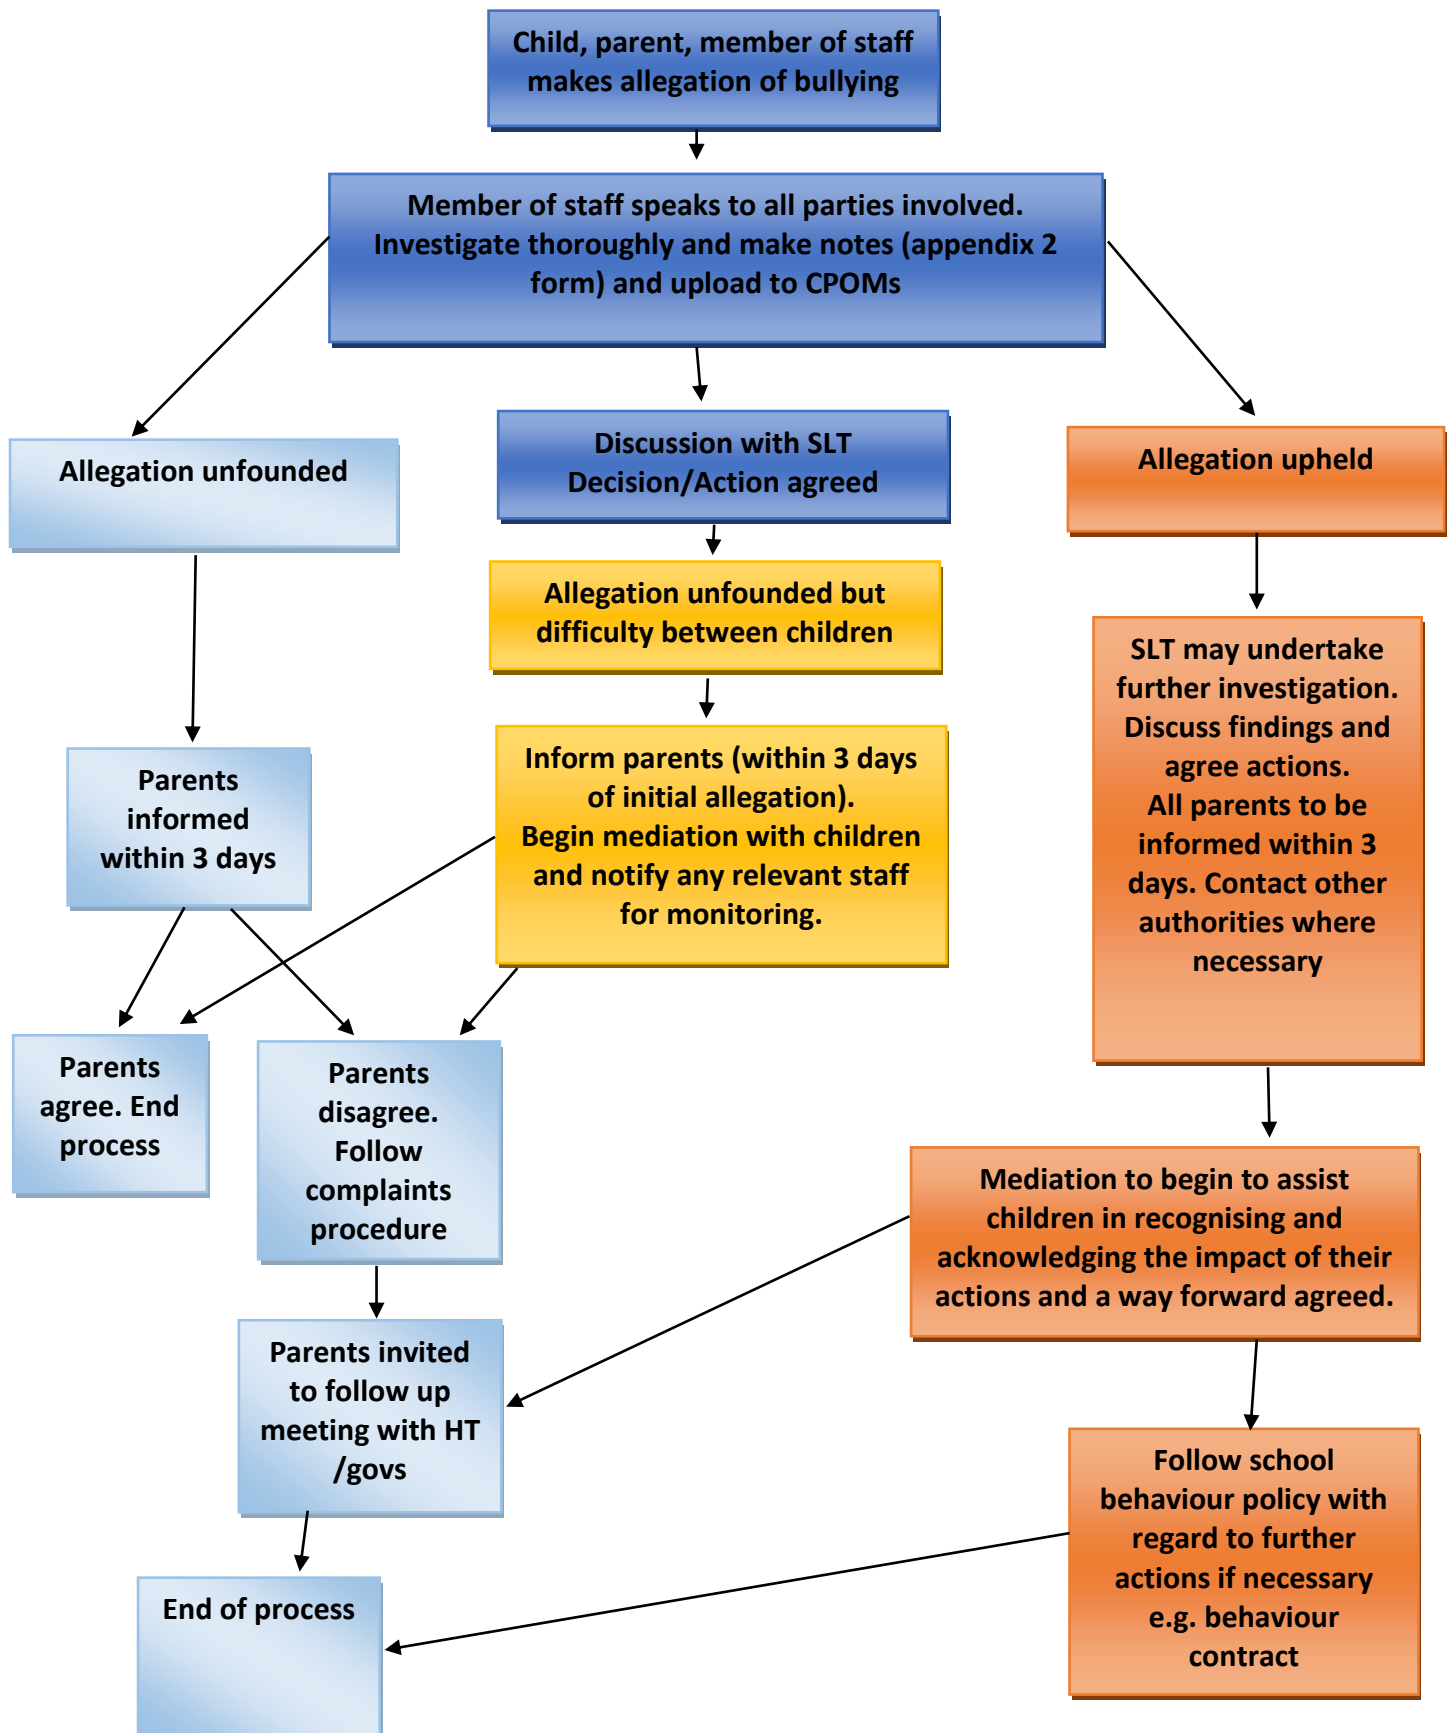 Child, parent, member of staff
makes allegation of bullying
Member of staff speaks to all parties involved.
Investigate thoroughly and make notes (appendix 2
form) and upload to CPOMs
Allegation unfounded
Discussion with SLT
Decision/Action agreed
Allegation upheld
Allegation unfounded but
difficulty between children
SLT may undertake
further investigation.
Discuss findings and
agree actions.
All parents to be
informed within 3
days. Contact other
authorities where
necessary
Parents
informed
within 3 days
Inform parents (within 3 days
of initial allegation).
Begin mediation with children
and notify any relevant staff
for monitoring.
Parents
agree. End
process
Parents
disagree.
Follow
complaints
procedure
Mediation to begin to assist
children in recognising and
acknowledging the impact of their
actions and a way forward agreed.
Parents invited
to follow up
meeting with HT
/govs
Follow school
behaviour policy with
regard to further
actions if necessary
e.g. behaviour
contract
End of process